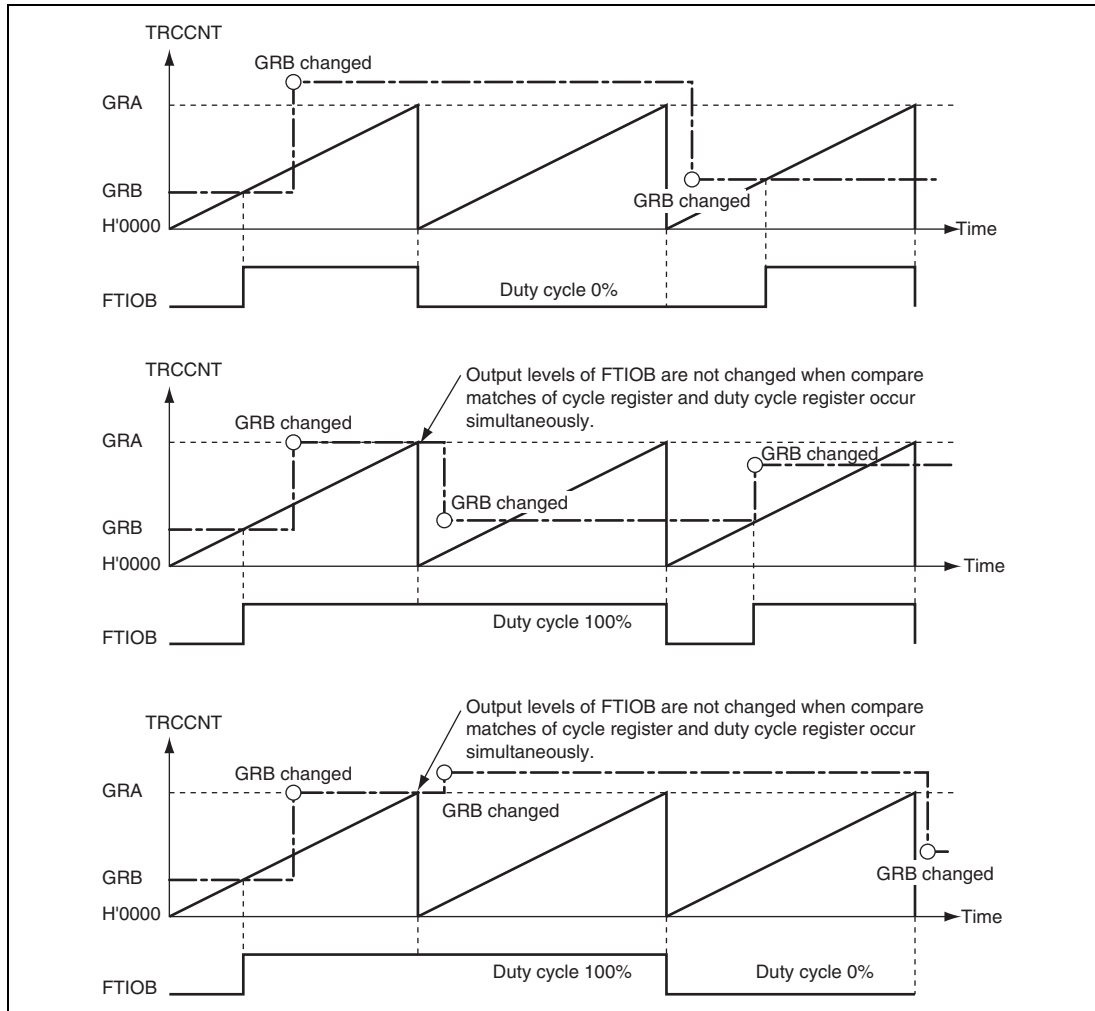 TRCCNT
GRB changed
GRA
GRB
GRB changed
H'0000
Time
Duty cycle 0%
FTIOB
TRCCNT
Output levels of FTIOB are not changed when compare
matches of cycle register and duty cycle register occur
simultaneously.
GRB changed
GRA
GRB changed
GRB changed
GRB
H'0000
Time
Duty cycle 100%
FTIOB
Output levels of FTIOB are not changed when compare
matches of cycle register and duty cycle register occur
simultaneously.
TRCCNT
GRB changed
GRA
GRB changed
GRB
GRB changed
H'0000
Time
Duty cycle 100%
Duty cycle 0%
FTIOB